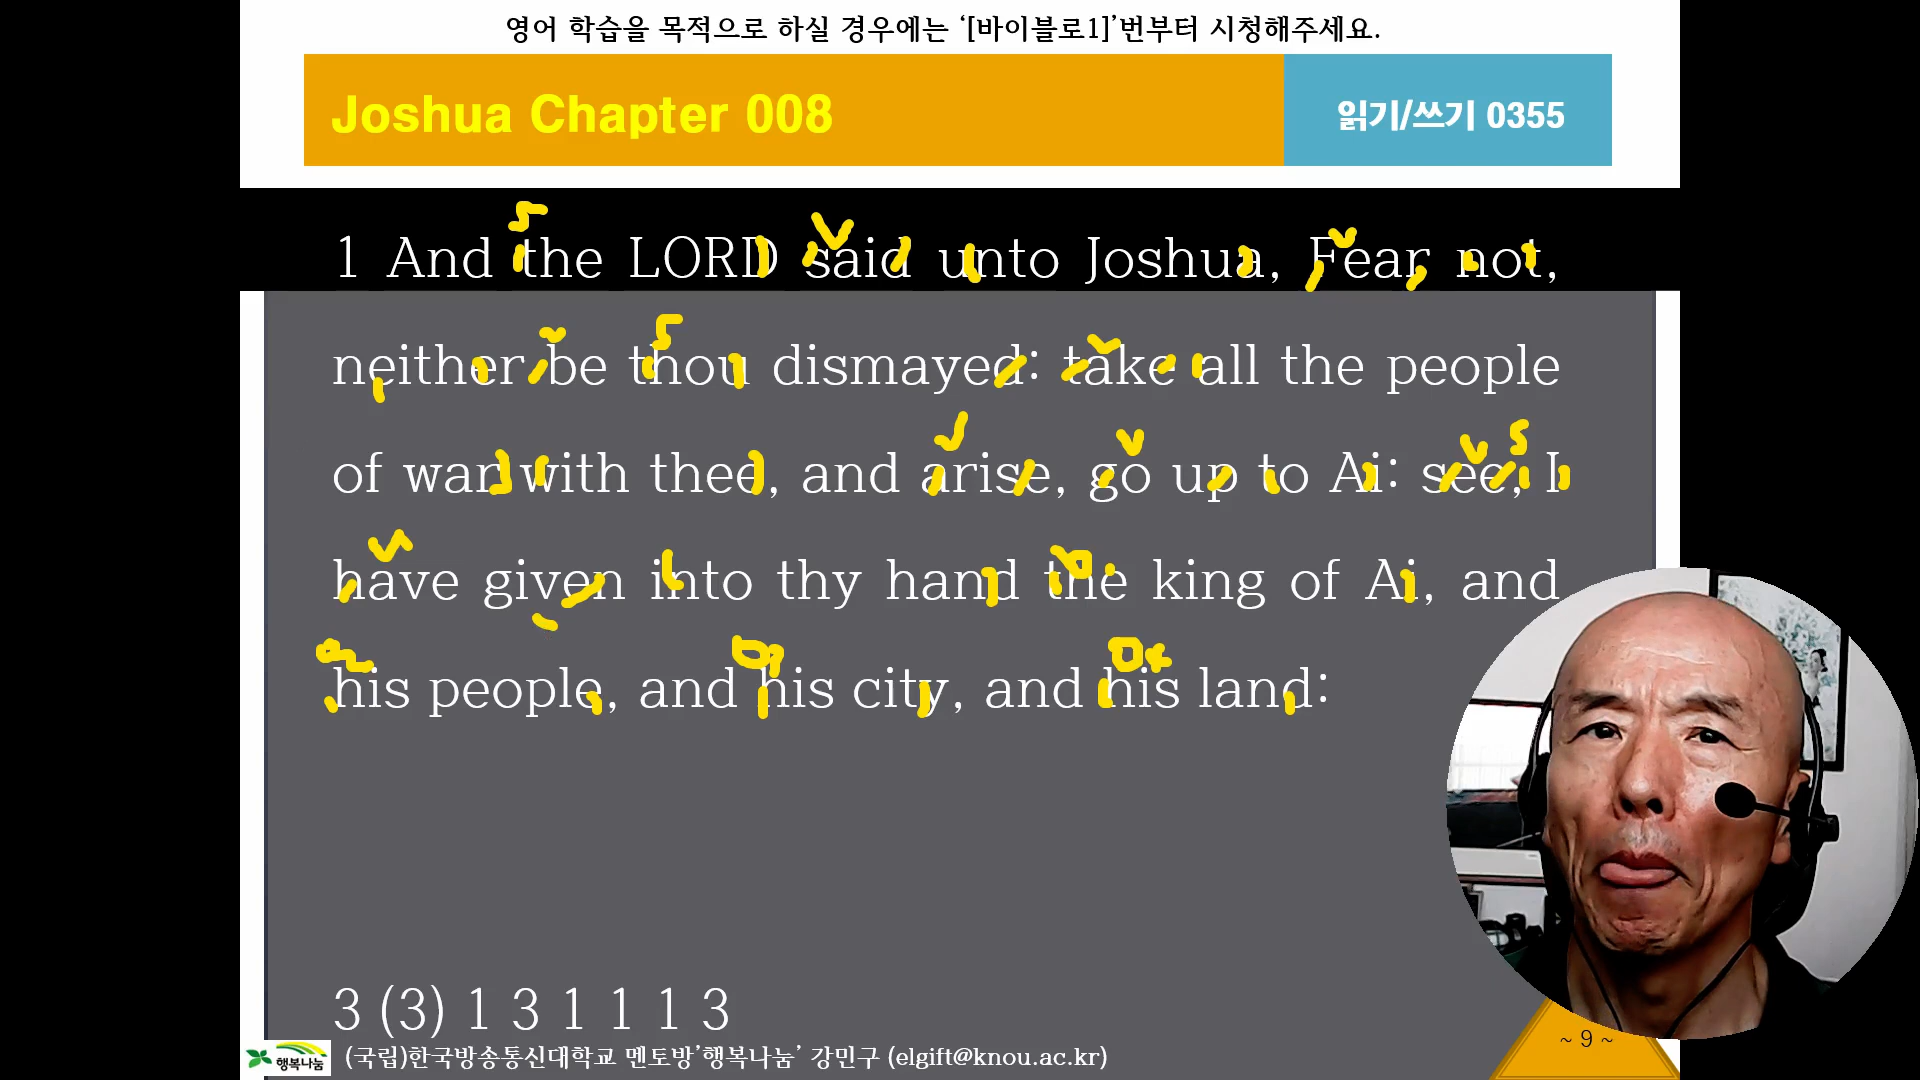 영어 학습을 목적으로 하실 경우에는 ‘[바이블로1]’번부터 시청해주세요.
Joshua Chapter 008
읽기/쓰기 0355
1 And the LORD said unto Joshua, Fear not,
neither be thou dismayed: take all the people
of war with thee, and arise, go up to Ai: see, I
have given into thy hand the king of Ai, and
his people, and his city, and his land:
3 (3) 1 3 1 1 1 3
행복나눔
(국립)한국방송통신대학교 멘토방’행복나눔’ 강민구 (elgift@knou.ac.kr)
~ 9 ~